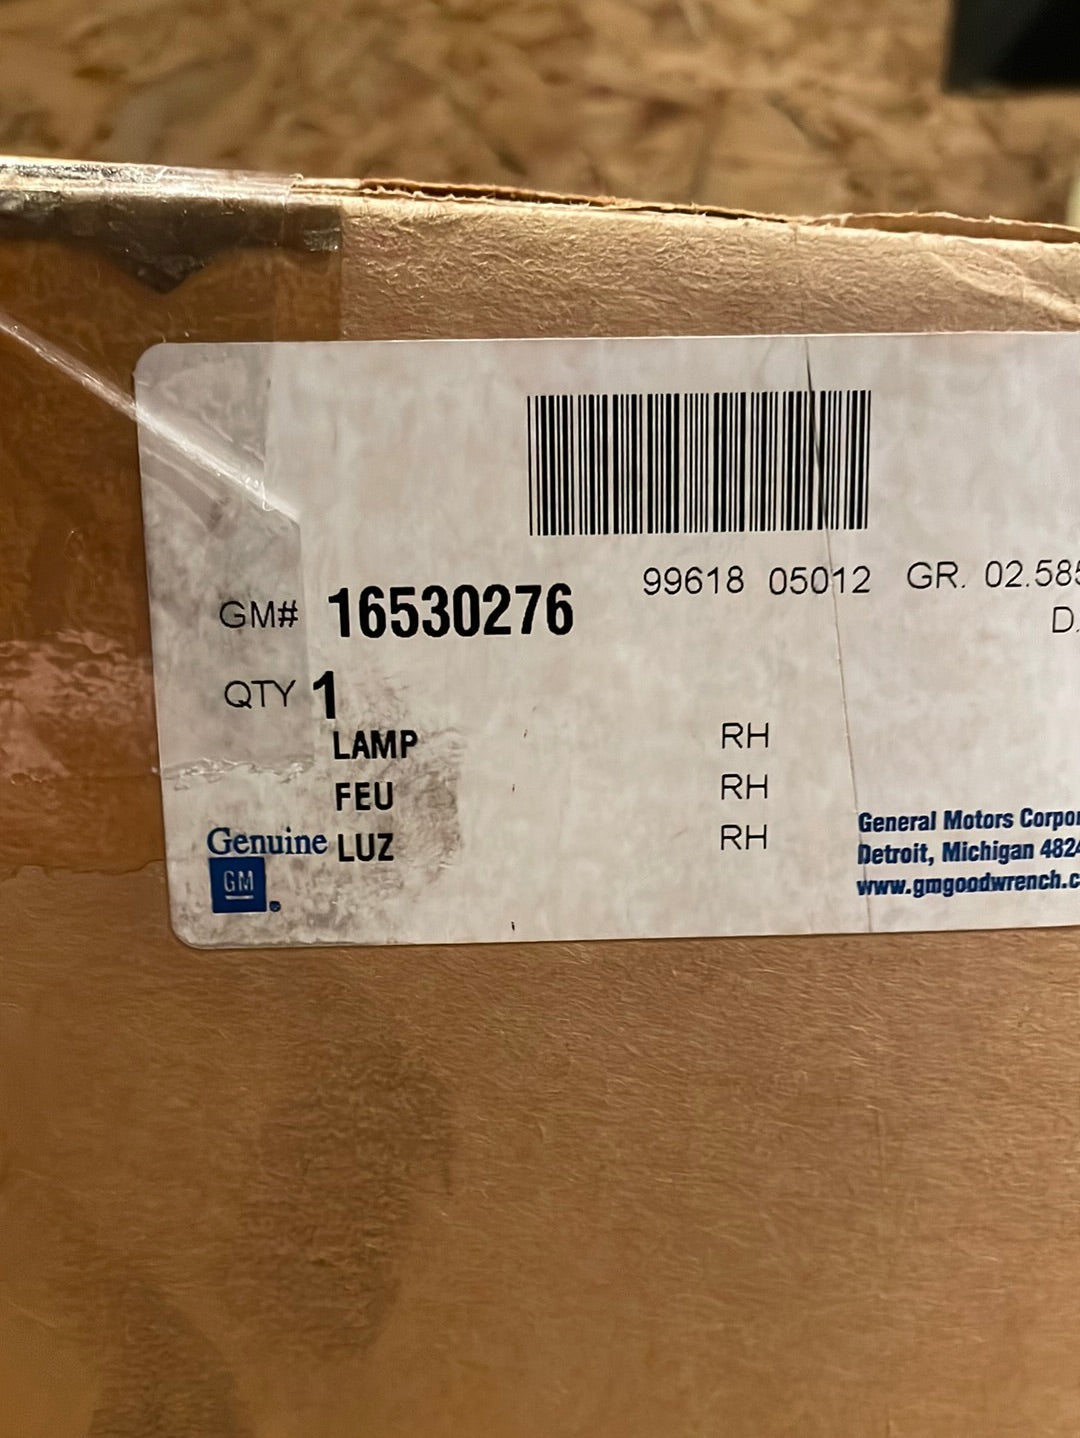 99618 05012 GR. 02.585
D.
GM# 16530276
QTY 1
LAMP RH
FEU RH
LUZ RH
Genuine
GM
General Motors Corpor
Detroit, Michigan 4824
www.gmgoodwrench.c